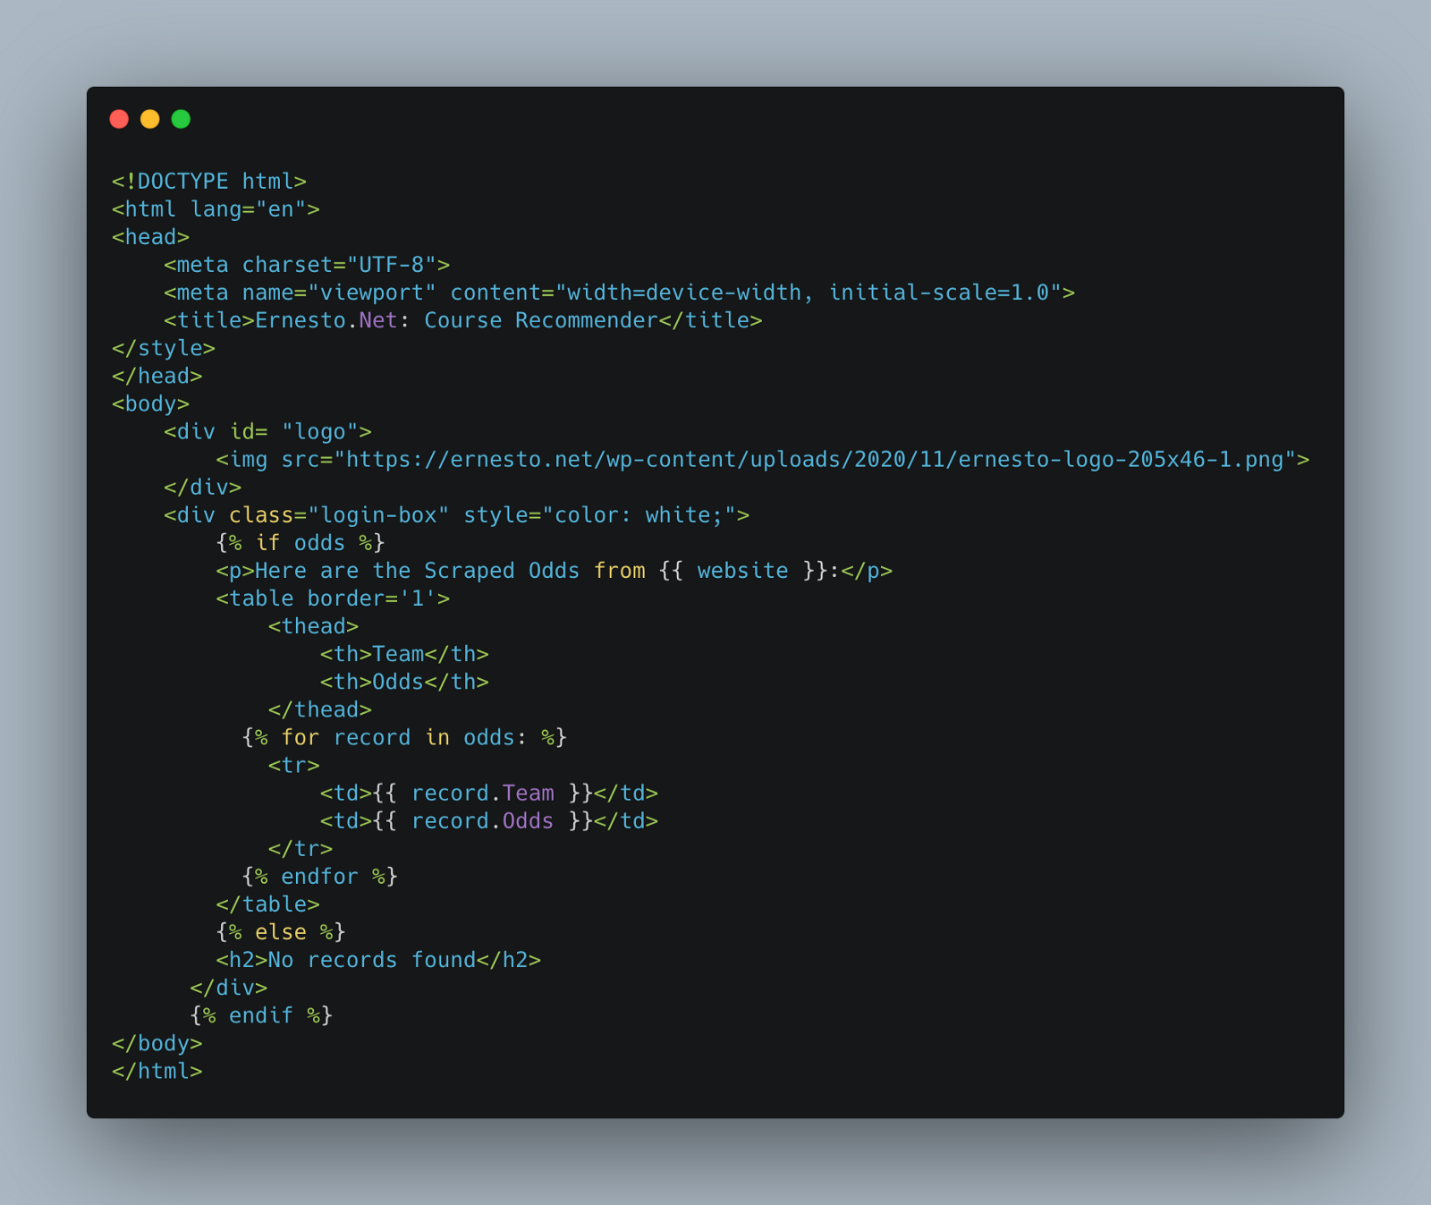 <!DOCTYPE html>
<html lang="en">
<head>
    <meta charset="UTF-8">
    <meta name="viewport" content="width=device-width, initial-scale=1.0">
    <title>Ernesto.Net: Course Recommender</title>
</style>
</head>
<body>
    <div id= "logo">
        <img src="https://ernesto.net/wp-content/uploads/2020/11/ernesto-logo-205x46-1.png">
    </div>
    <div class="login-box" style="color: white;">
        {% if odds %}
        <p>Here are the Scraped Odds from {{ website }}:</p>
        <table border='1'>
            <thead>
                <th>Team</th>
                <th>Odds</th>
            </thead>
          {% for record in odds: %}
            <tr>
                <td>{{ record.Team }}</td>
                <td>{{ record.Odds }}</td>
            </tr>
          {% endfor %}
        </table>
        {% else %}
        <h2>No records found</h2>
      </div>
      {% endif %}
</body>
</html>